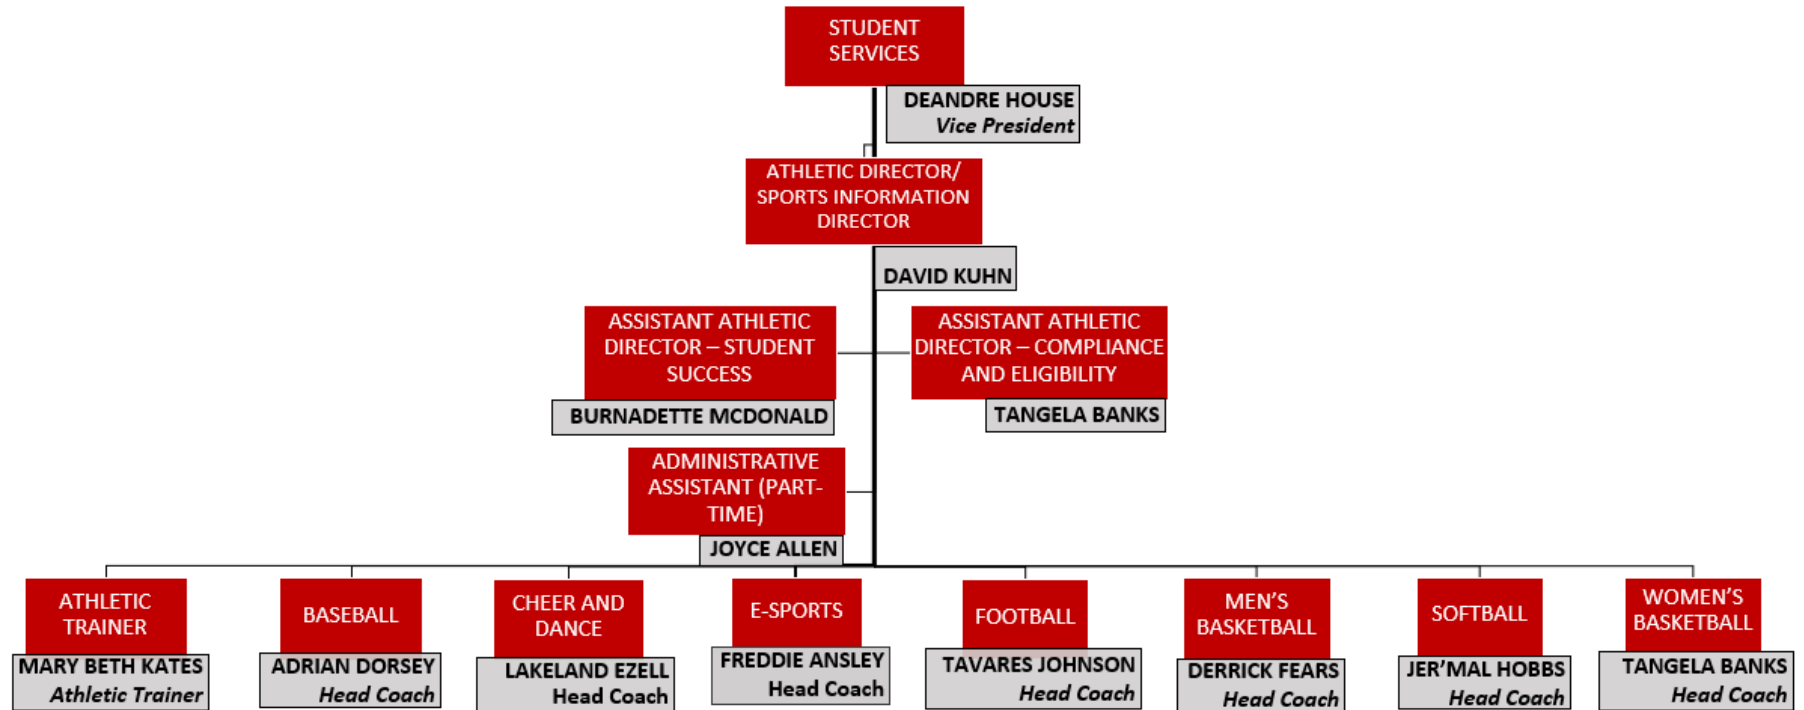 STUDENT
SERVICES
DEANDRE HOUSE
Vice President
ATHLETIC DIRECTOR/
SPORTS INFORMATION
DIRECTOR
DAVID KUHN
ASSISTANT ATHLETIC
DIRECTOR – STUDENT
SUCCESS
BURNADETTE MCDONALD
ASSISTANT ATHLETIC
DIRECTOR – COMPLIANCE
AND ELIGIBILITY
TANGELA BANKS
ADMINISTRATIVE
ASSISTANT (PART-
TIME)
JOYCE ALLEN
ATHLETIC
TRAINER
MARY BETH KATES
Athletic Trainer
BASEBALL
ADRIAN DORSEY
Head Coach
CHEER AND
DANCE
LAKELAND EZELL
Head Coach
E-SPORTS
FREDDIE ANSLEY
Head Coach
FOOTBALL
TAVARES JOHNSON
Head Coach
MEN’S
BASKETBALL
DERRICK FEARS
Head Coach
SOFTBALL
JER’MAL HOBBS
Head Coach
WOMEN’S
BASKETBALL
TANGELA BANKS
Head Coach